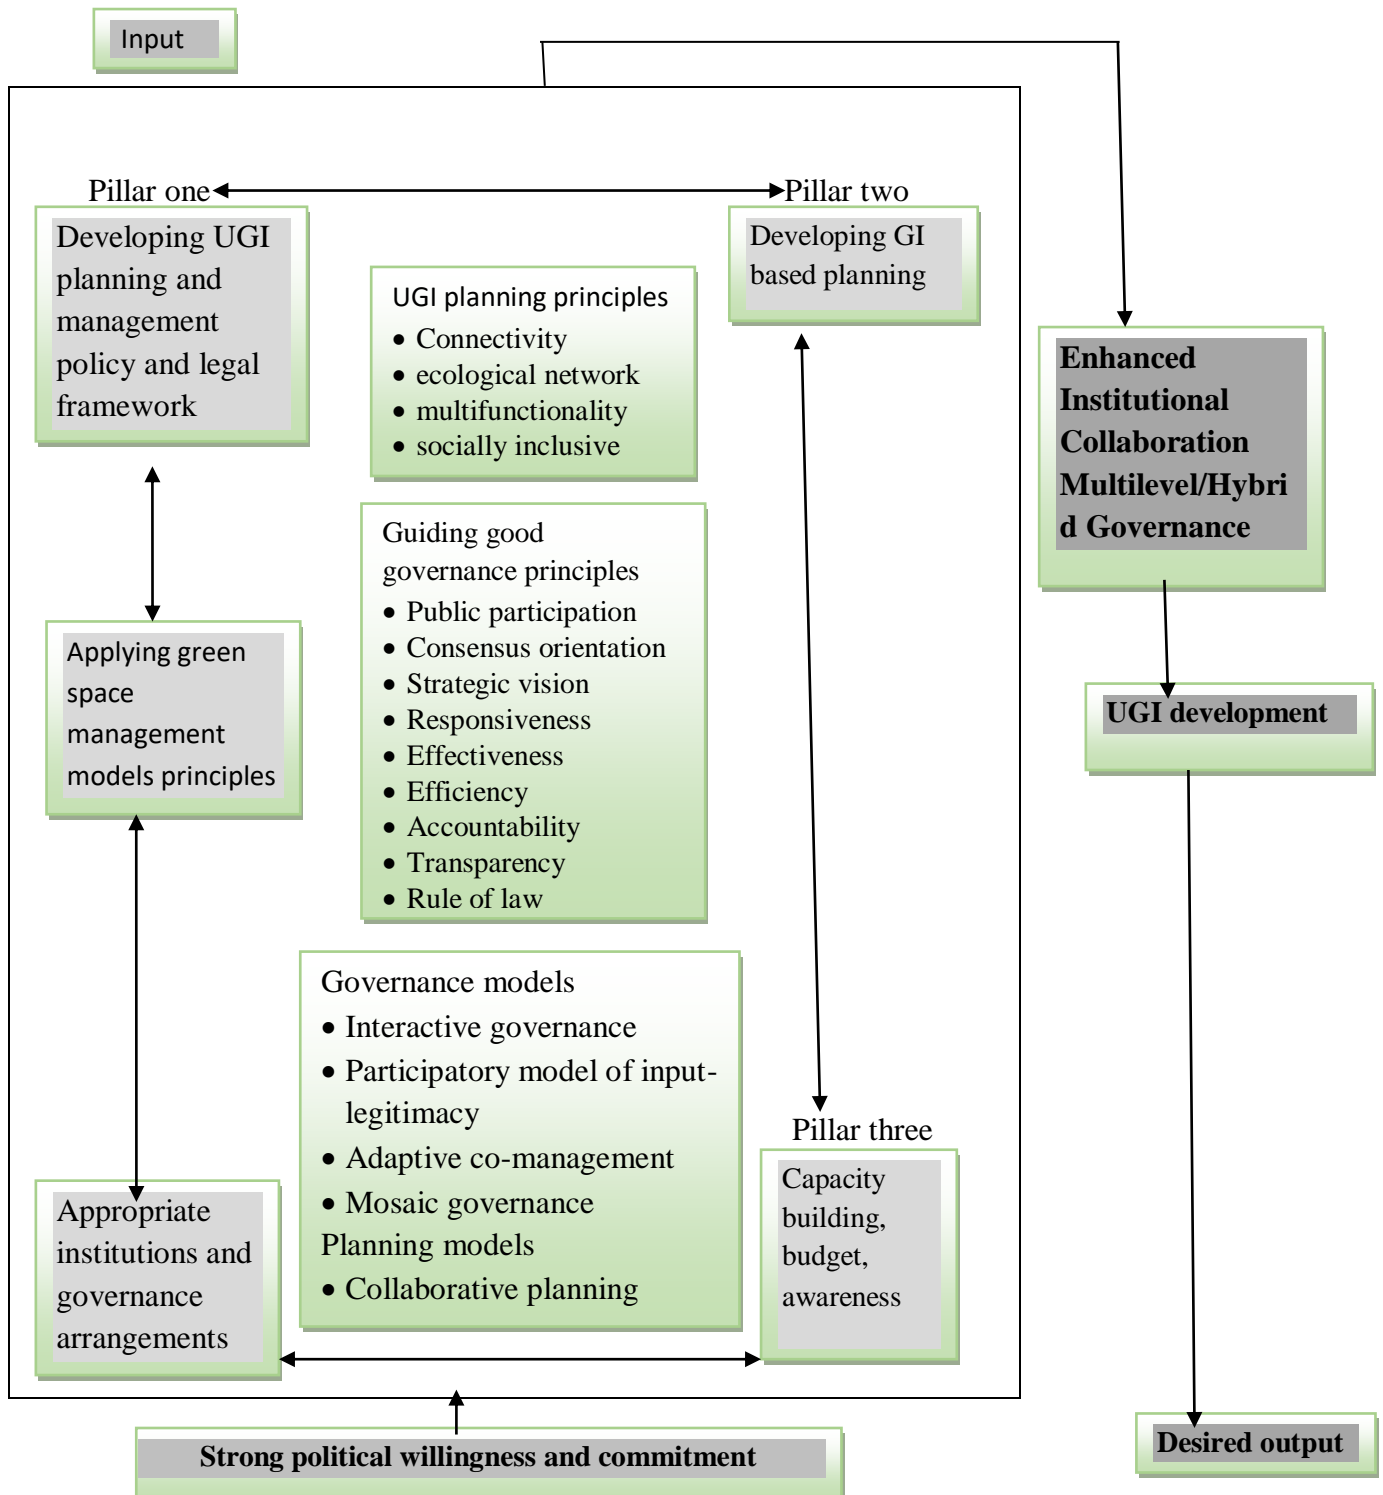 Input
Pillar one
Pillar two
Developing UGI
planning and
management
policy and legal
framework
Developing GI
based planning
UGI planning principles
• Connectivity
• ecological network
• multifunctionality
• socially inclusive
Enhanced
Institutional
Collaboration
Multilevel/Hybri
d Governance
Guiding good
governance principles
• Public participation
• Consensus orientation
• Strategic vision
• Responsiveness
• Effectiveness
• Efficiency
• Accountability
• Transparency
• Rule of law
Applying green
space
management
models principles
UGI development
Governance models
• Interactive governance
• Participatory model of input-
legitimacy
• Adaptive co-management
• Mosaic governance
Planning models
• Collaborative planning
Pillar three
Capacity
building,
budget,
awareness
Appropriate
institutions and
governance
arrangements
Strong political willingness and commitment
Desired output